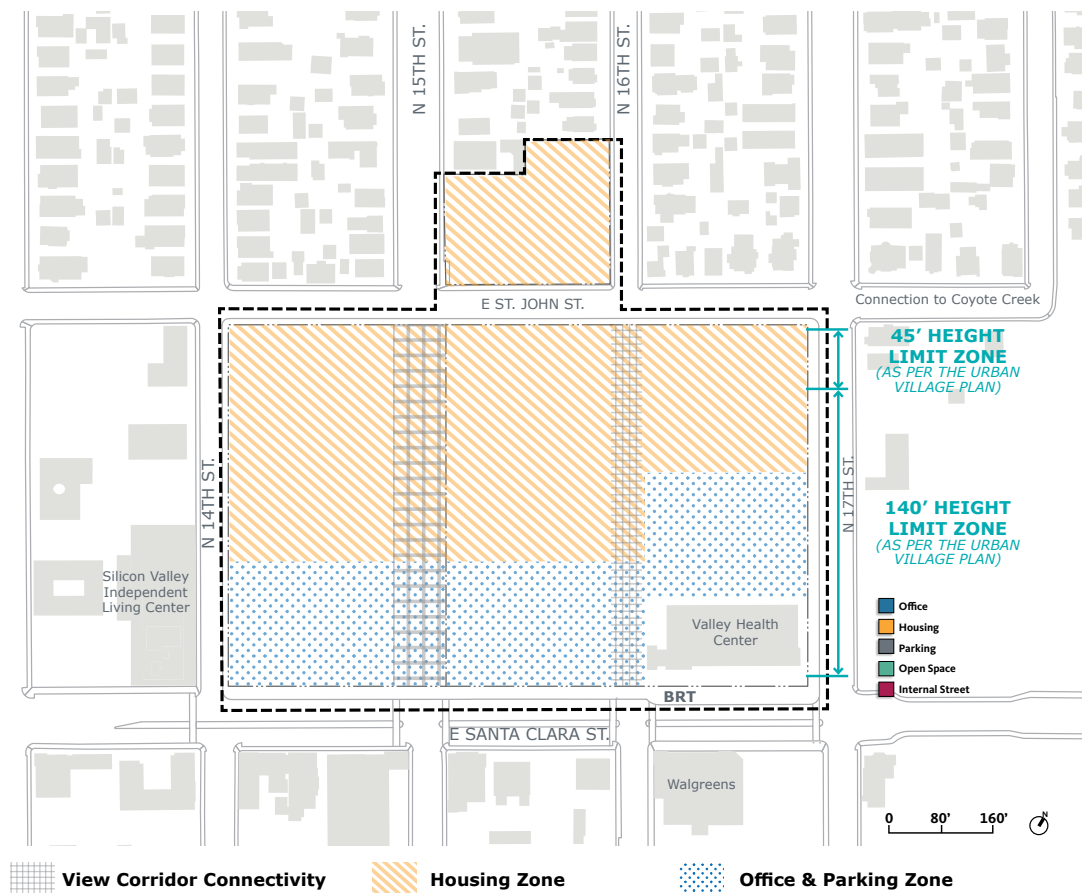 N 15TH ST.
N 16TH ST.
E ST. JOHN ST.
Connection to Coyote Creek
45’ HEIGHT
LIMIT ZONE
(AS PER THE URBAN
VILLAGE PLAN)
N 14TH ST.
N 17TH ST.
140’ HEIGHT
LIMIT ZONE
(AS PER THE URBAN
VILLAGE PLAN)
Silicon Valley
Independent
Living Center
Valley Health
Center
Office
Housing
Parking
Open Space
Internal Street
BRT
E SANTA CLARA ST.
Walgreens
0 80’ 160’
N
View Corridor Connectivity
Housing Zone
Office & Parking Zone